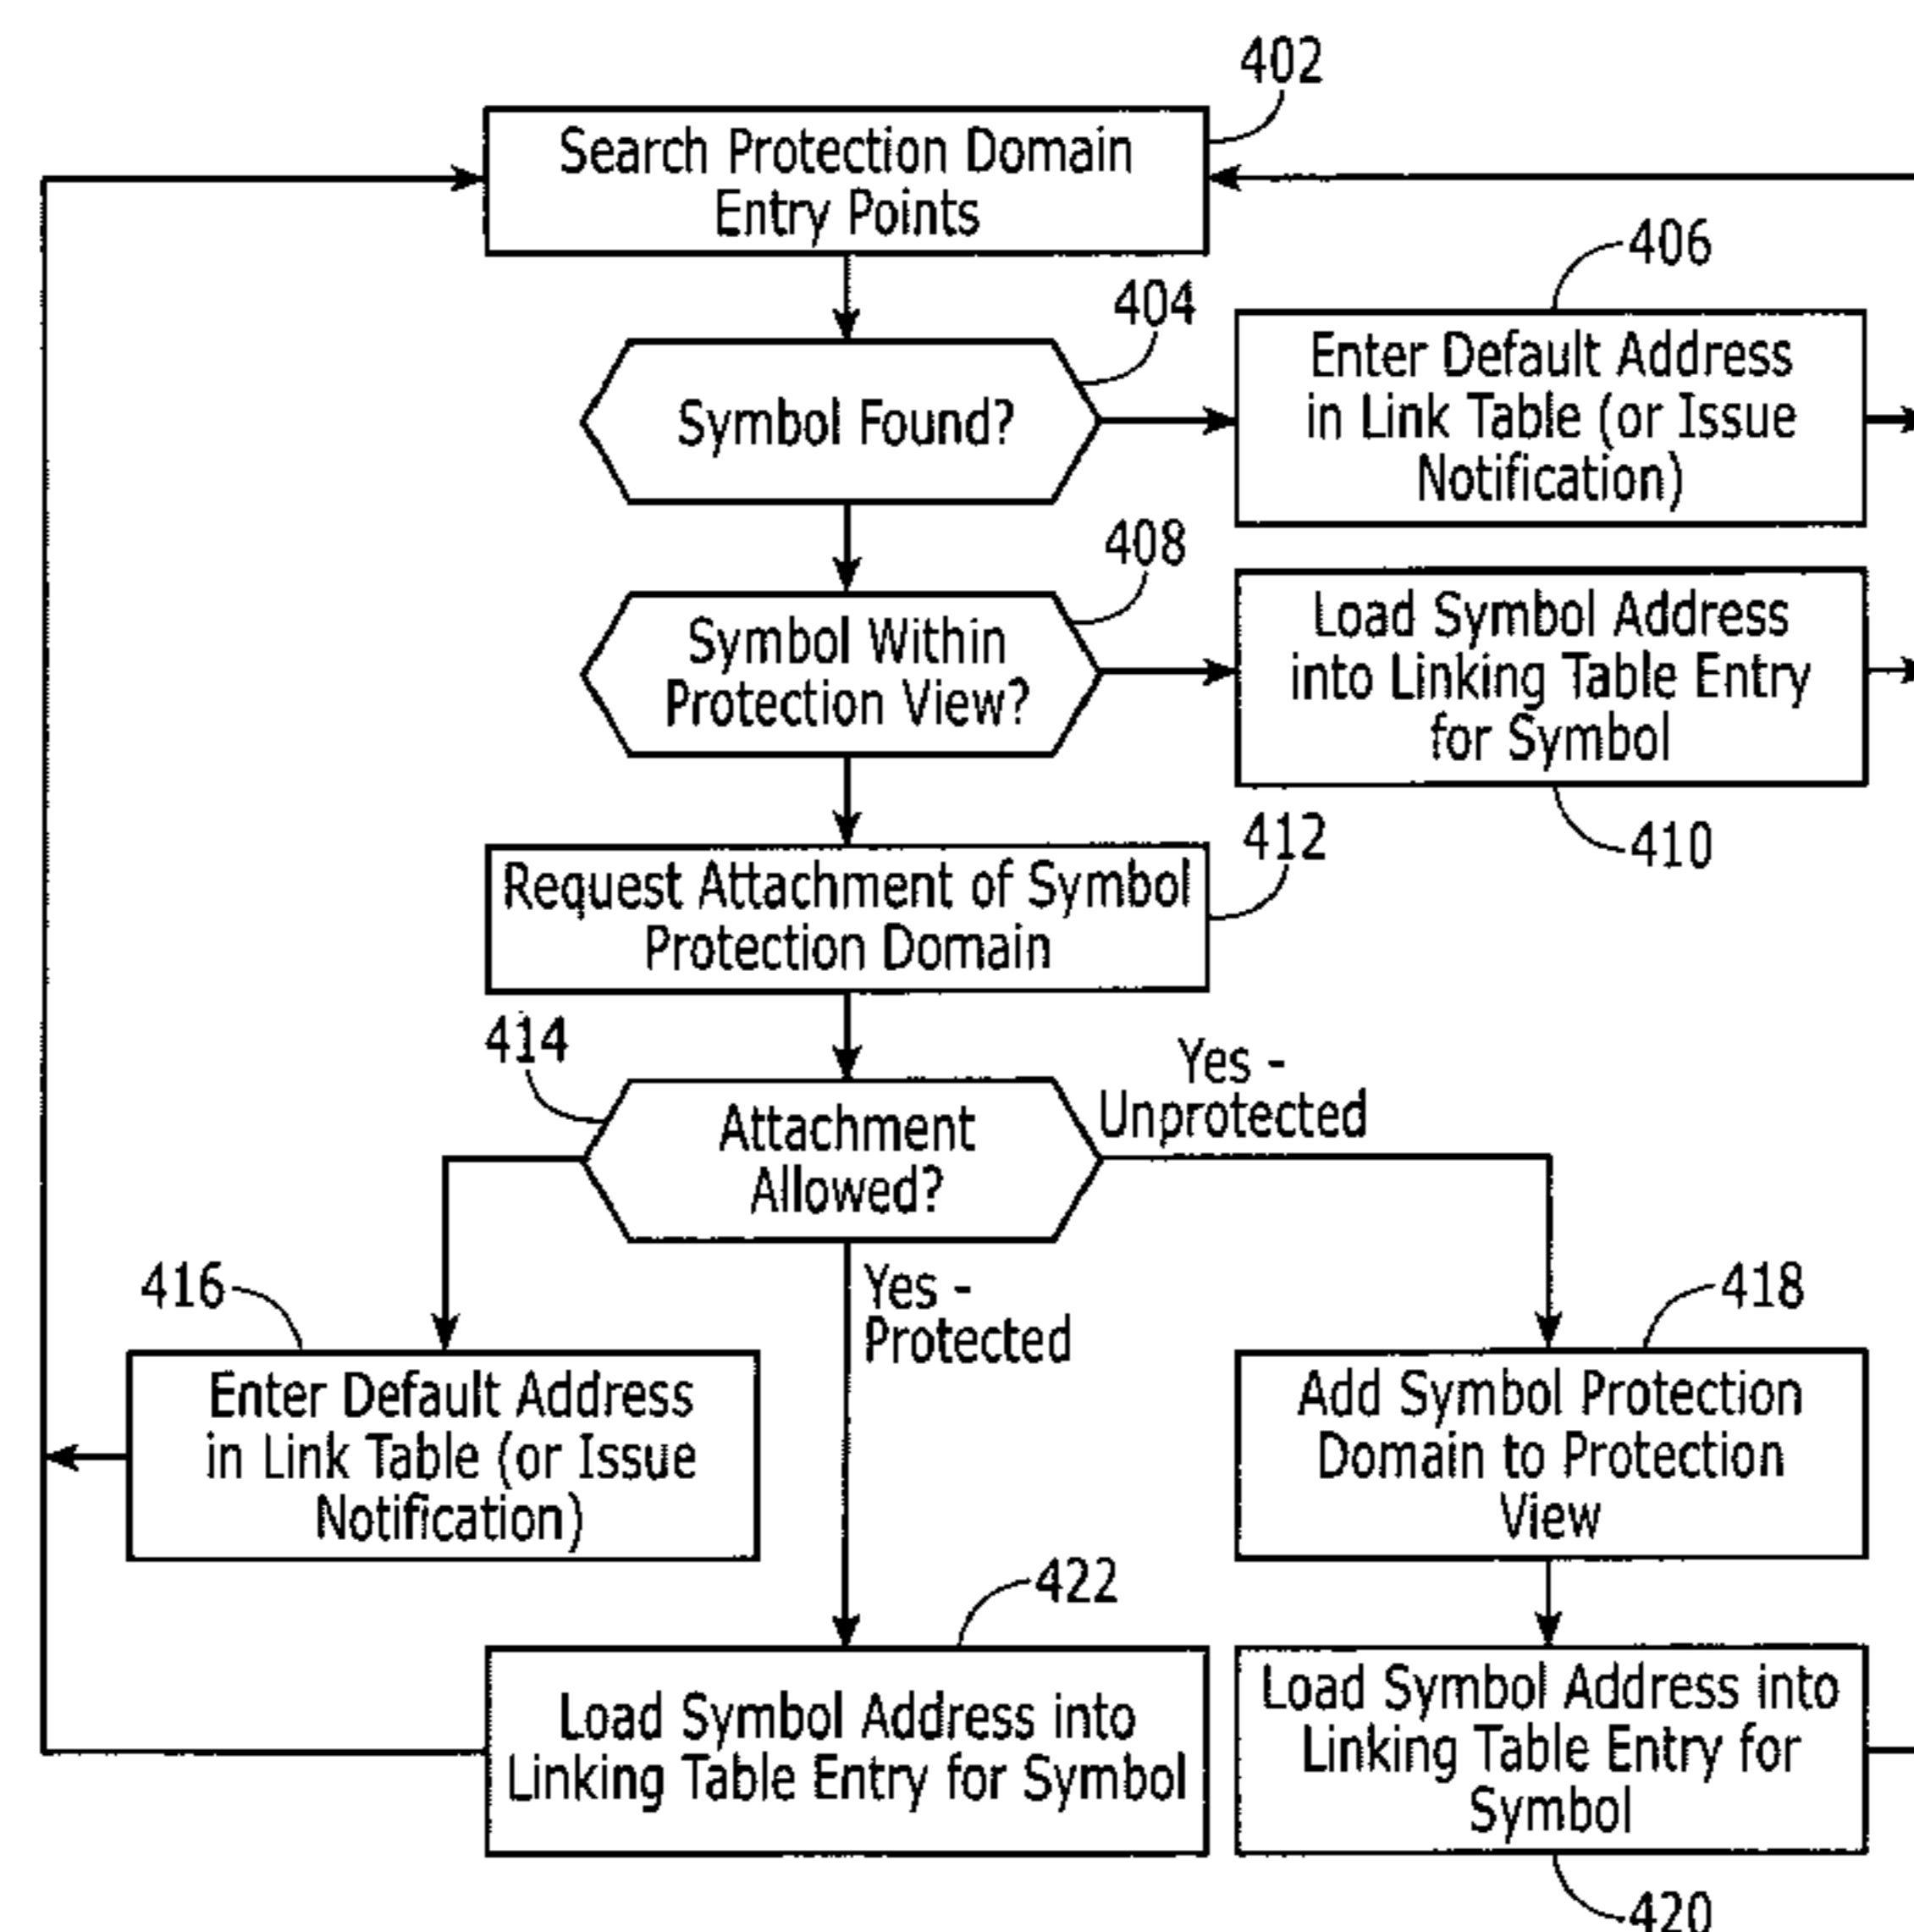 402
Search Protection Domain
Entry Points
404
Symbol Found?
406
Enter Default Address
in Link Table (or Issue
Notification)
408
Symbol Within
Protection View?
Load Symbol Address
into Linking Table Entry
for Symbol
410
412
Request Attachment of Symbol
Protection Domain
414
Attachment
Allowed?
Yes -
Unprotected
Yes -
Protected
416
Enter Default Address
in Link Table (or Issue
Notification)
418
Add Symbol Protection
Domain to Protection
View
422
Load Symbol Address into
Linking Table Entry for Symbol
Load Symbol Address into
Linking Table Entry for
Symbol
420